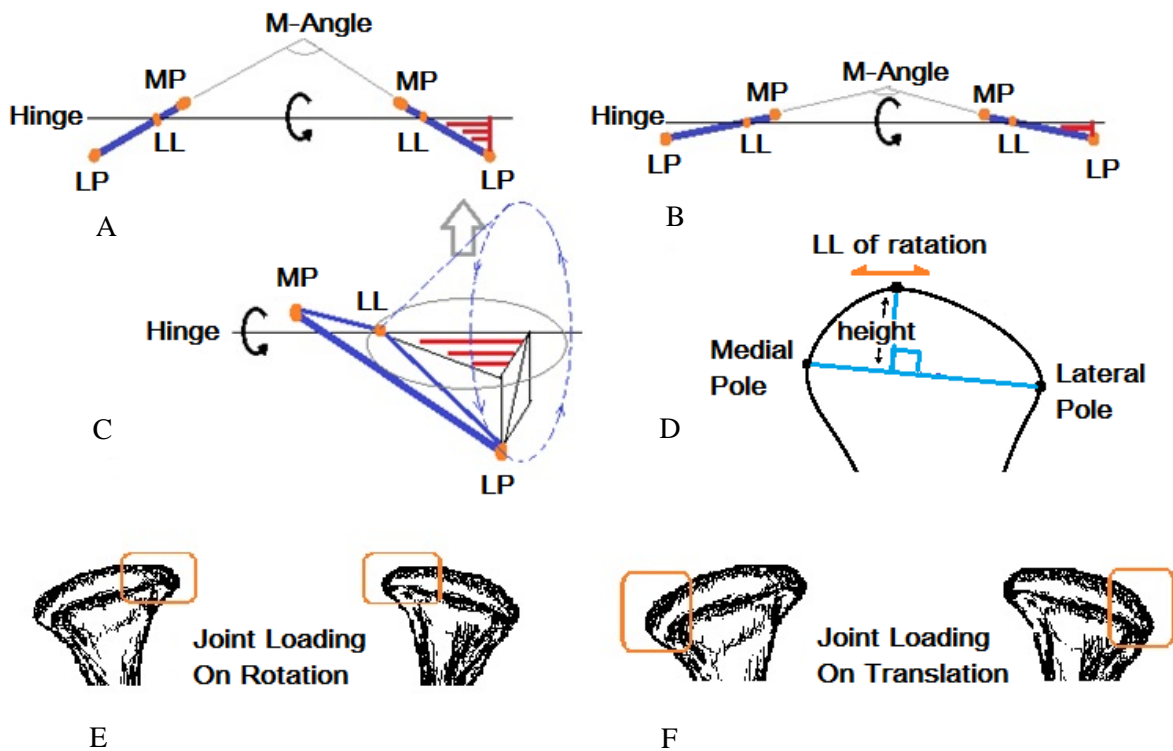 M-Angle
MP
MP
Hinge
LL
LL
LP
LP
A
M-Angle
MP
MP
Hinge
LL
LL
LP
LP
B
MP
LL
Hinge
LP
C
LL of ratation
height
Medial
Pole
Lateral
Pole
D
Joint Loading
On Rotation
E
Joint Loading
On Translation
F